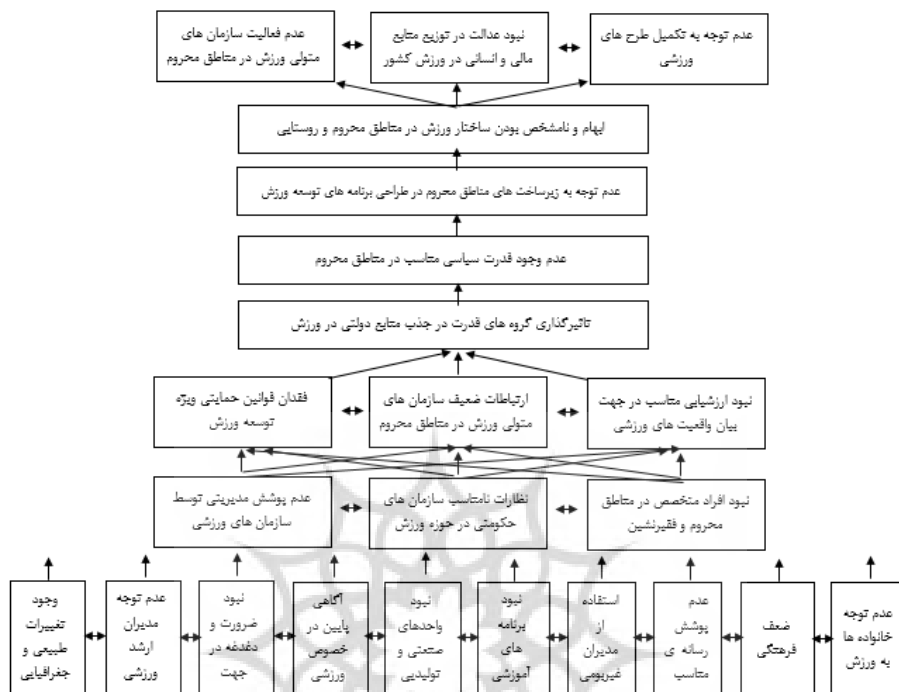 عدم توجه به تکمیل طرح های
ورزشی
نبود عدالت در توزیع منابع
مالی و انسانی در ورزش کشور
عدم فعالیت سازمان های
متولی ورزش در مناطق محروم
ابهام و نامشخص بودن ساختار ورزش در مناطق محروم و روستایی
عدم توجه به زیرساخت های مناطق محروم در طراحی برنامه های توسعه ورزش
عدم وجود قدرت سیاسی مناسب در مناطق محروم
تاثیرگذاری گروه های قدرت در جذب منابع دولتی در ورزش
نبود ارزشیابی مناسب در جهت
بیان واقعیت های ورزشی
ارتباطات ضعیف سازمان های
متولی ورزش در مناطق محروم
فقدان قوانین حمایتی ویژه
توسعه ورزش
نبود افراد متخصص در مناطق
محروم و فقیرنشین
نظارات نامتاسب سازمان های
حکومتی در حوزه ورزش
عدم پوشش مدیریتی توسط
سازمان های ورزشی
عدم توجه
خانواده ها
به ورزش
ضعف
فرهنگی
عدم
پوشش
رسانه ی
مناسب
استفاده
از
مدیران
غیربومی
نبود
برنامه
های
آموزشی
نبود
واحدهای
صنعتی و
تولیدیی
آگاهی
پایین در
خصوص
ورزشی
نبود
ضرورت و
دغدغه در
جهت
عدم توجه
مدیران
ارشد
ورزشی
وجود
تغییرات
طبیعی و
جغرافیایی